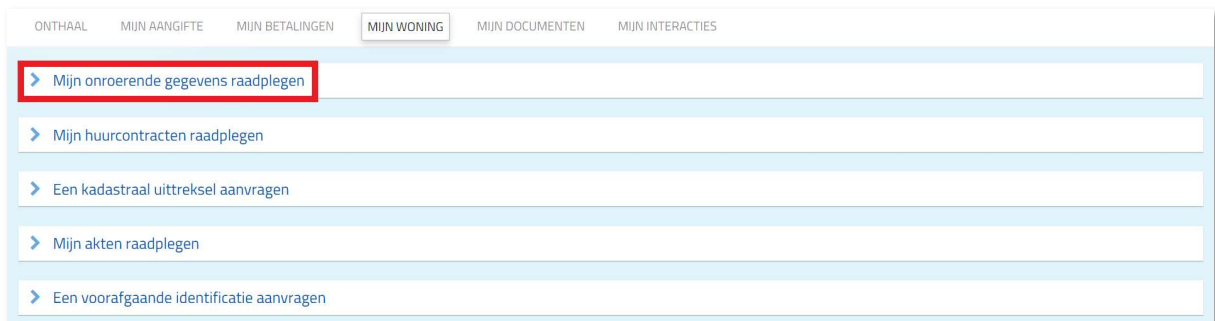 ONTHAAL MIJN AANGIFTE MIJN BETALINGEN MIJN WONING MIJN DOCUMENTEN MIJN INTERACTIES
Mijn onroerende gegevens raadplegen
Mijn huurcontracten raadplegen
Een kadastraal uittreksel aanvragen
Mijn akten raadplegen
Een voorafgaande identificatie aanvragen